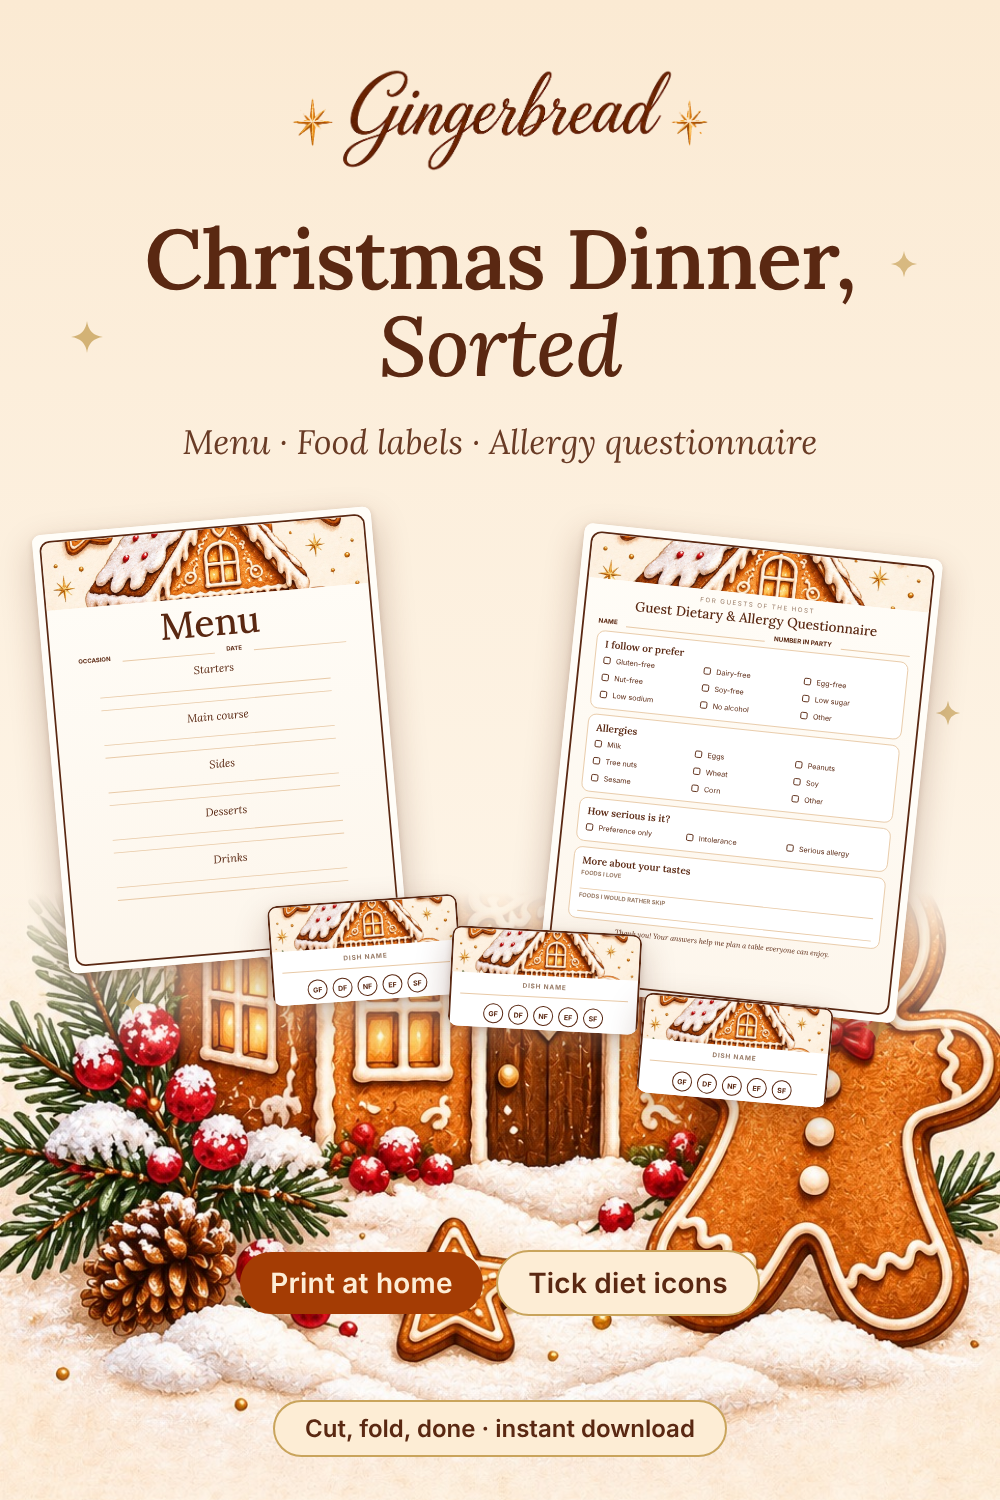 Gingerbread
Christmas Dinner,
Sorted
Menu · Food labels · Allergy questionnaire
Menu
OCCASION DATE
Starters
Main course
Sides
Desserts
Drinks
FOR GUESTS OF THE HOST
Guest Dietary & Allergy Questionnaire
NAME NUMBER IN PARTY
I follow or prefer
Gluten-free Dairy-free Egg-free
Nut-free Soy-free Low sugar
Low sodium No alcohol Other
Allergies
Milk Eggs Peanuts
Tree nuts Wheat Soy
Sesame Corn Other
How serious is it?
Preference only Intolerance Serious allergy
More about your tastes
FOODS I LOVE
FOODS I WOULD RATHER SKIP
Thank you! Your answers help me plan a table everyone can enjoy.
DISH NAME
GF DF NF EF SF
DISH NAME
GF DF NF EF SF
DISH NAME
GF DF NF EF SF
Print at home
Tick diet icons
Cut, fold, done · instant download